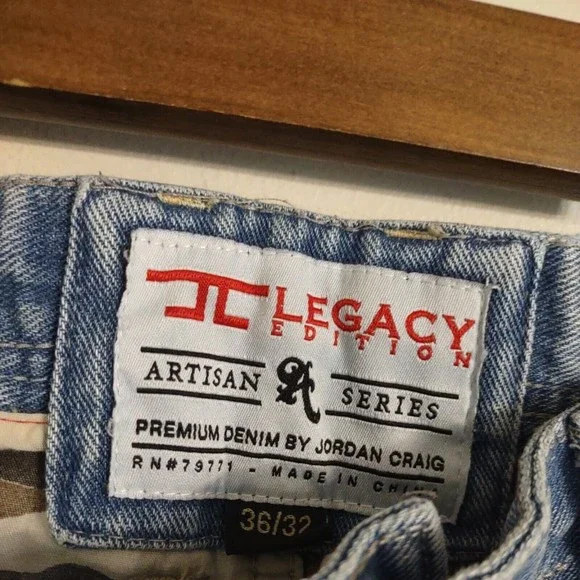 LEGACY
EDITION
ARTISAN A SERIES
PREMIUM DENIM BY JORDAN CRAIG
RN#79771 - MADE IN CHINA
36/32